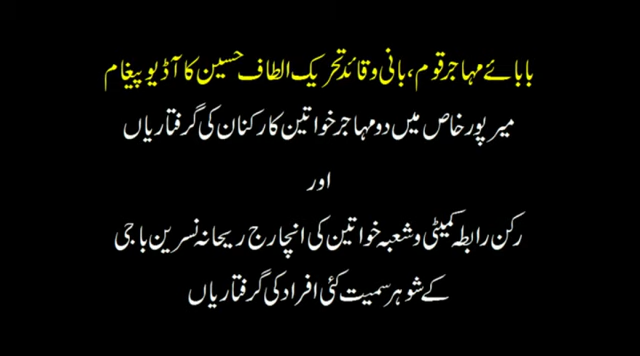 بابائے مہاجر قوم، بانی و قائد تحریک الطاف حسین کا آڈیو پیغام
میرپورخاص میں دو مہاجر خواتین کارکنان کی گرفتاریاں
اور
رکن رابطہ کمیٹی و شعبہ خواتین کی انچارج ریحانہ نسرین باجی
کے شوہر سمیت کئی افراد کی گرفتاریاں